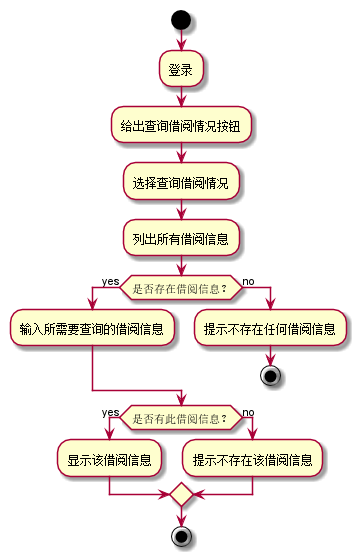 登录
给出查询借阅情况按钮
选择查询借阅情况
列出所有借阅信息
yes
是否存在借阅信息？
no
输入所需要查询的借阅信息
提示不存在任何借阅信息
yes
是否有此借阅信息？
no
显示该借阅信息
提示不存在该借阅信息